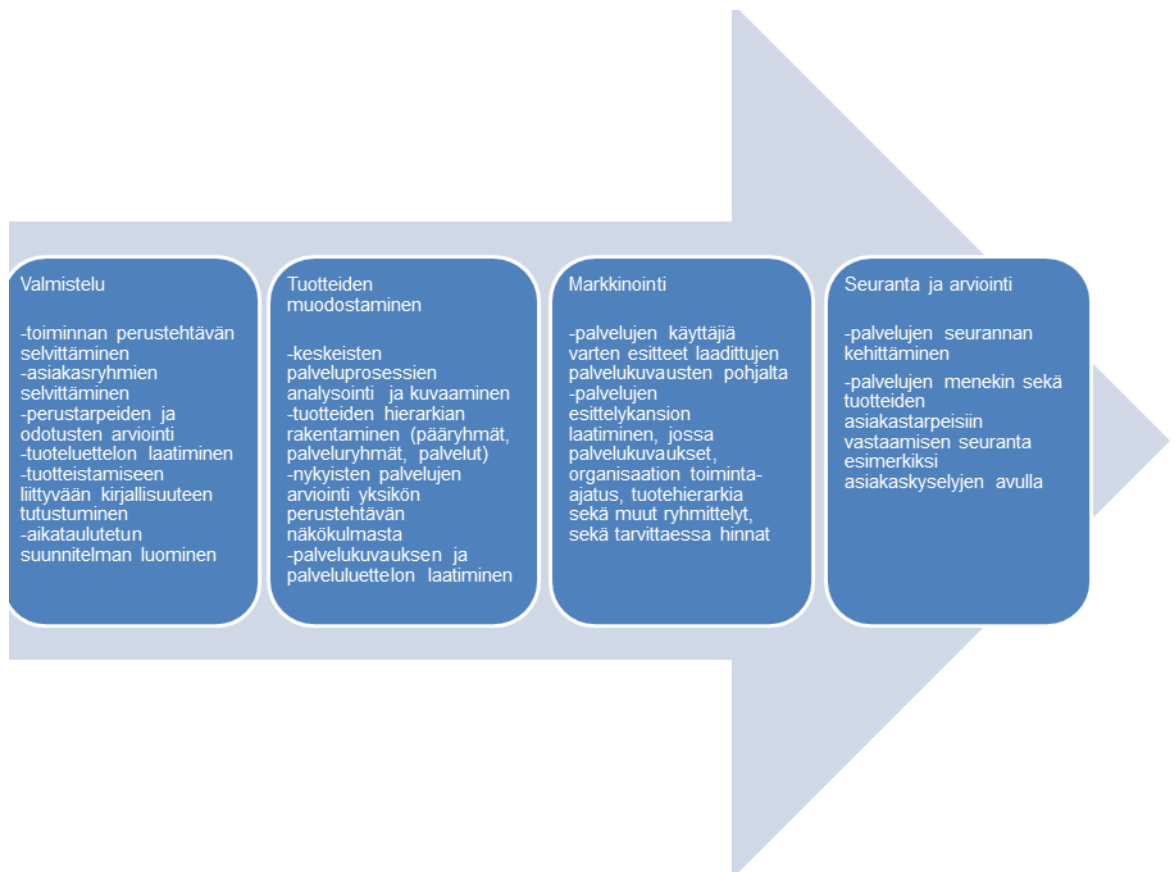 Valmistelu
-toiminnan perustehtävän
selvittäminen
-asiakasryhmien
selvittäminen
-perustarpeiden ja
odotusten arviointi
-tuoteluettelon laatiminen
-tuotteistamiseen
liittyvään kirjallisuuteen
tutustuminen
-aikataulutetun
suunnitelman luominen
Tuotteiden
muodostaminen
-keskeisten
palveluprosessien
analysointi ja kuvaaminen
-tuotteiden hierarkian
rakentaminen (pääryhmät,
palveluryhmät, palvelut)
-nykyisten palvelujen
arviointi yksikön
perustehtävän
näkökulmasta
-palvelukuvauksen ja
palveluluettelon laatiminen
Markkinointi
-palvelujen käyttäjiä
varten esitteet laadittujen
palvelukuvausten pohjalta
-palvelujen
esittelykansion
laatiminen, jossa
palvelukuvaukset,
organisaation toiminta-
ajatus, tuotehierarkia
sekä muut ryhmittelyt,
sekä tarvittaessa hinnat
Seuranta ja arviointi
-palvelujen seurannan
kehittäminen
-palvelujen menekin sekä
tuotteiden
asiakastarpeisiin
vastaamisen seuranta
esimerkiksi
asiakaskyselyjen avulla